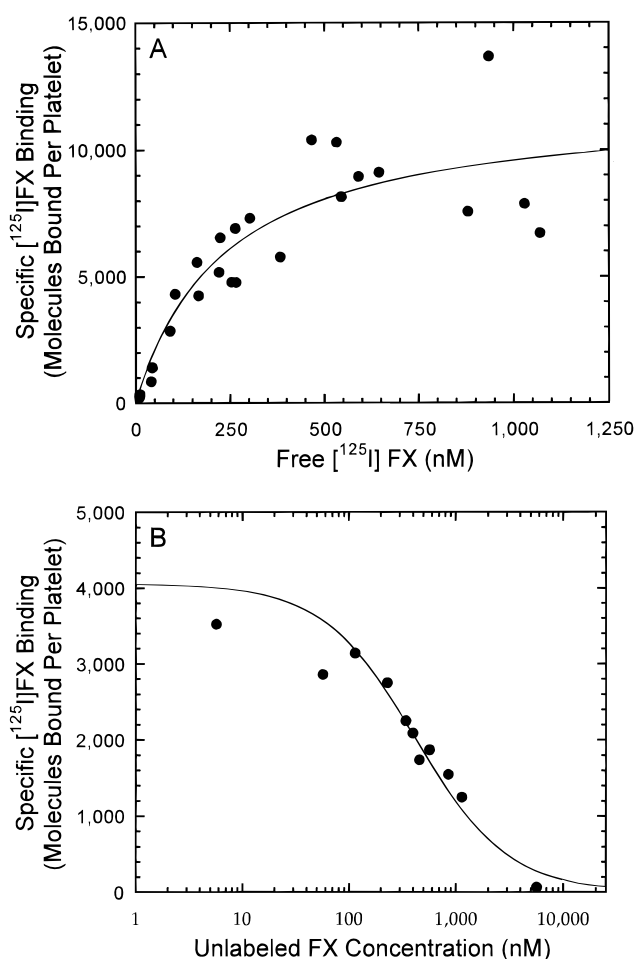 A
15,000
10,000
5,000
0
Specific [¹²⁵I]FX Binding
(Molecules Bound Per Platelet)
0 250 500 750 1,000 1,250
Free [¹²⁵I] FX (nM)
B
5,000
4,000
3,000
2,000
1,000
0
Specific [¹²⁵I]FX Binding
(Molecules Bound Per Platelet)
1 10 100 1,000 10,000
Unlabeled FX Concentration (nM)